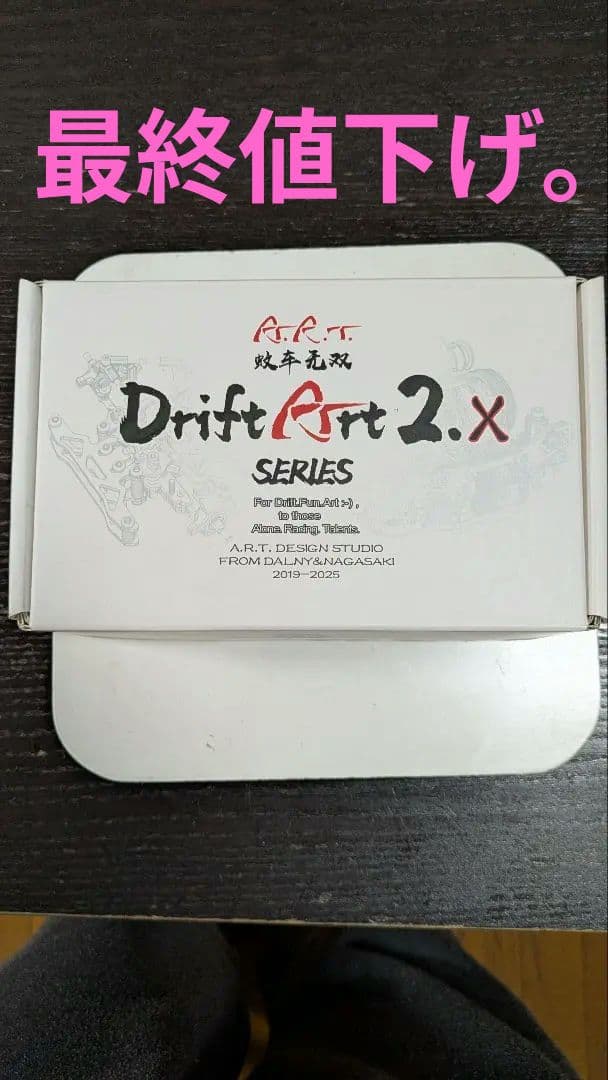 最終値下げ。
A.R.T.
蚊车无双
Drift Art 2.x
SERIES
For Drift.Fun.Art :-) ,
to those
Alone. Racing. Talents.
A.R.T. DESIGN STUDIO
FROM DALNY&NAGASAKI
2019-2025